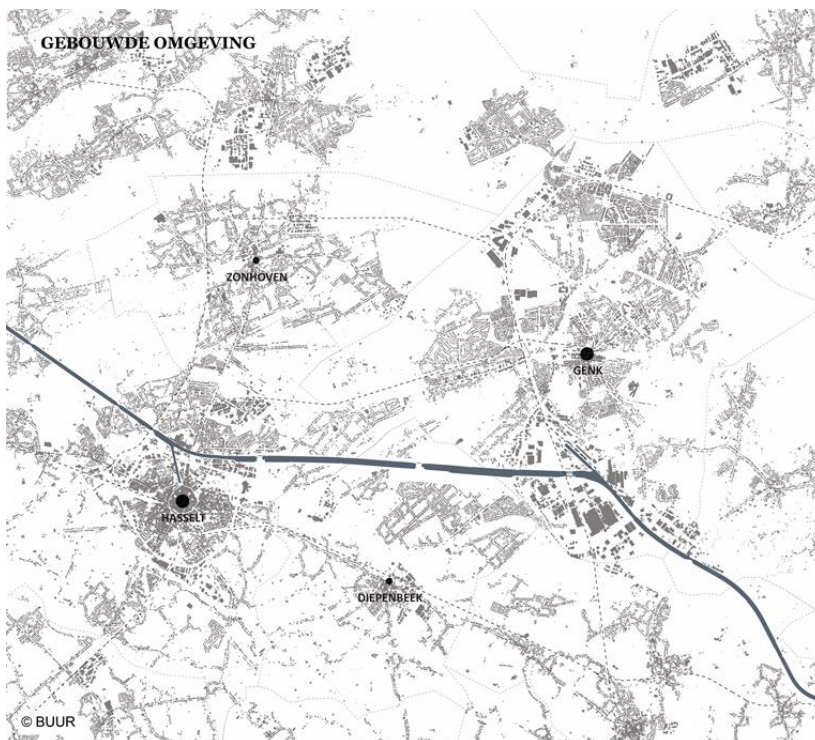 GEBOUWDE OMGEVING
ZONHOVEN
GENK
HASSELT
DIEPENBEEK
© BUUR